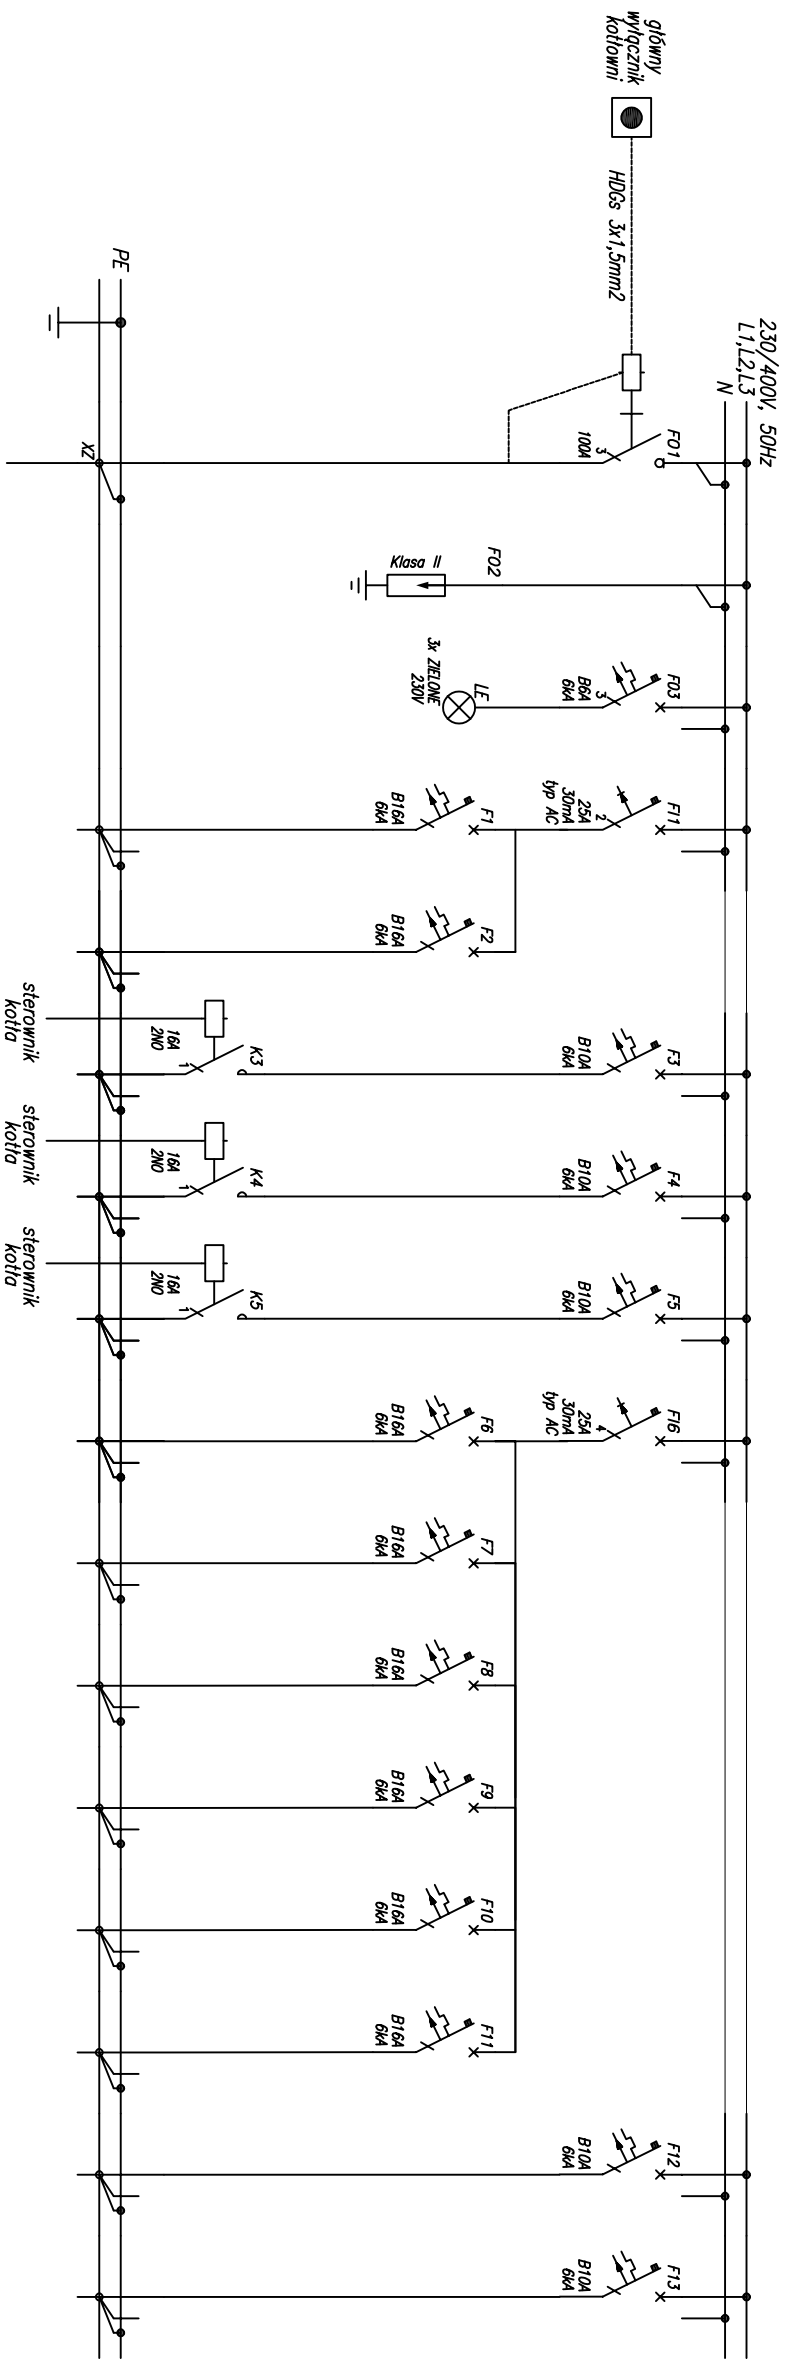 główny
wyłącznik
kotłowni
HDGs 3x1,5mm2
230/400V, 50Hz
L1,L2,L3
N
PE
XZ
F01
3
100A
F02
Klasa II
F03
3
B6A
6kA
LE
3x ZIELONE
230V
FI1
2
25A
30mA
typ AC
F1
B16A
6kA
F2
B16A
6kA
F3
B10A
6kA
K3
1
16A
2NO
sterownik
kotła
F4
B10A
6kA
K4
1
16A
2NO
sterownik
kotła
F5
B10A
6kA
K5
1
16A
2NO
sterownik
kotła
FI6
4
25A
30mA
typ AC
F6
B16A
6kA
F7
B16A
6kA
F8
B16A
6kA
F9
B16A
6kA
F10
B16A
6kA
F11
B16A
6kA
F12
B10A
6kA
F13
B10A
6kA